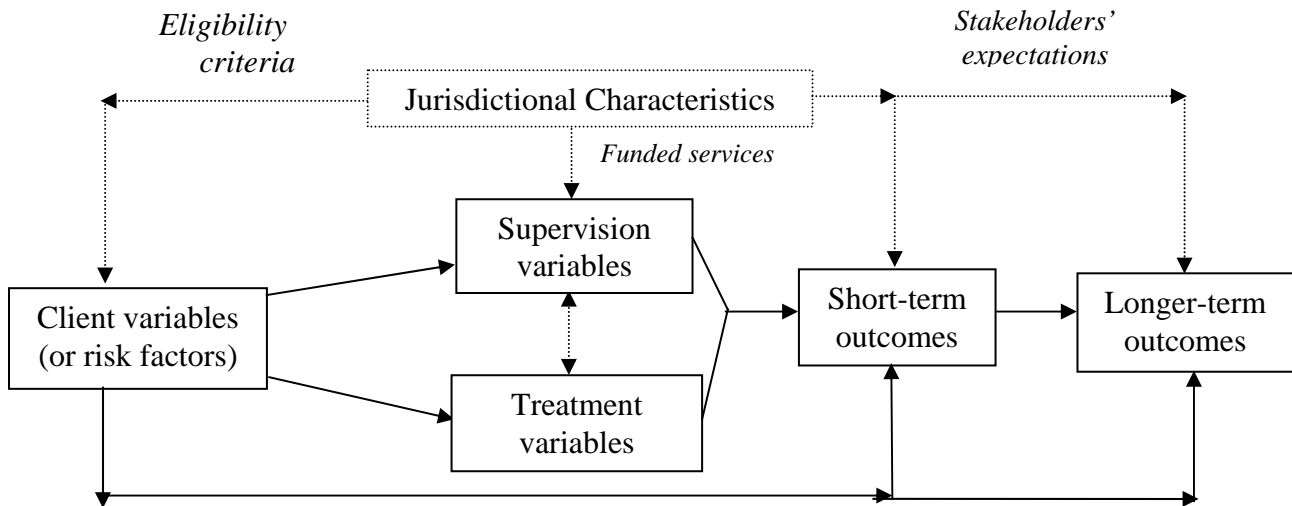 Eligibility
criteria
Stakeholders’
expectations
Jurisdictional Characteristics
Funded services
Supervision
variables
Client variables
(or risk factors)
Short-term
outcomes
Longer-term
outcomes
Treatment
variables